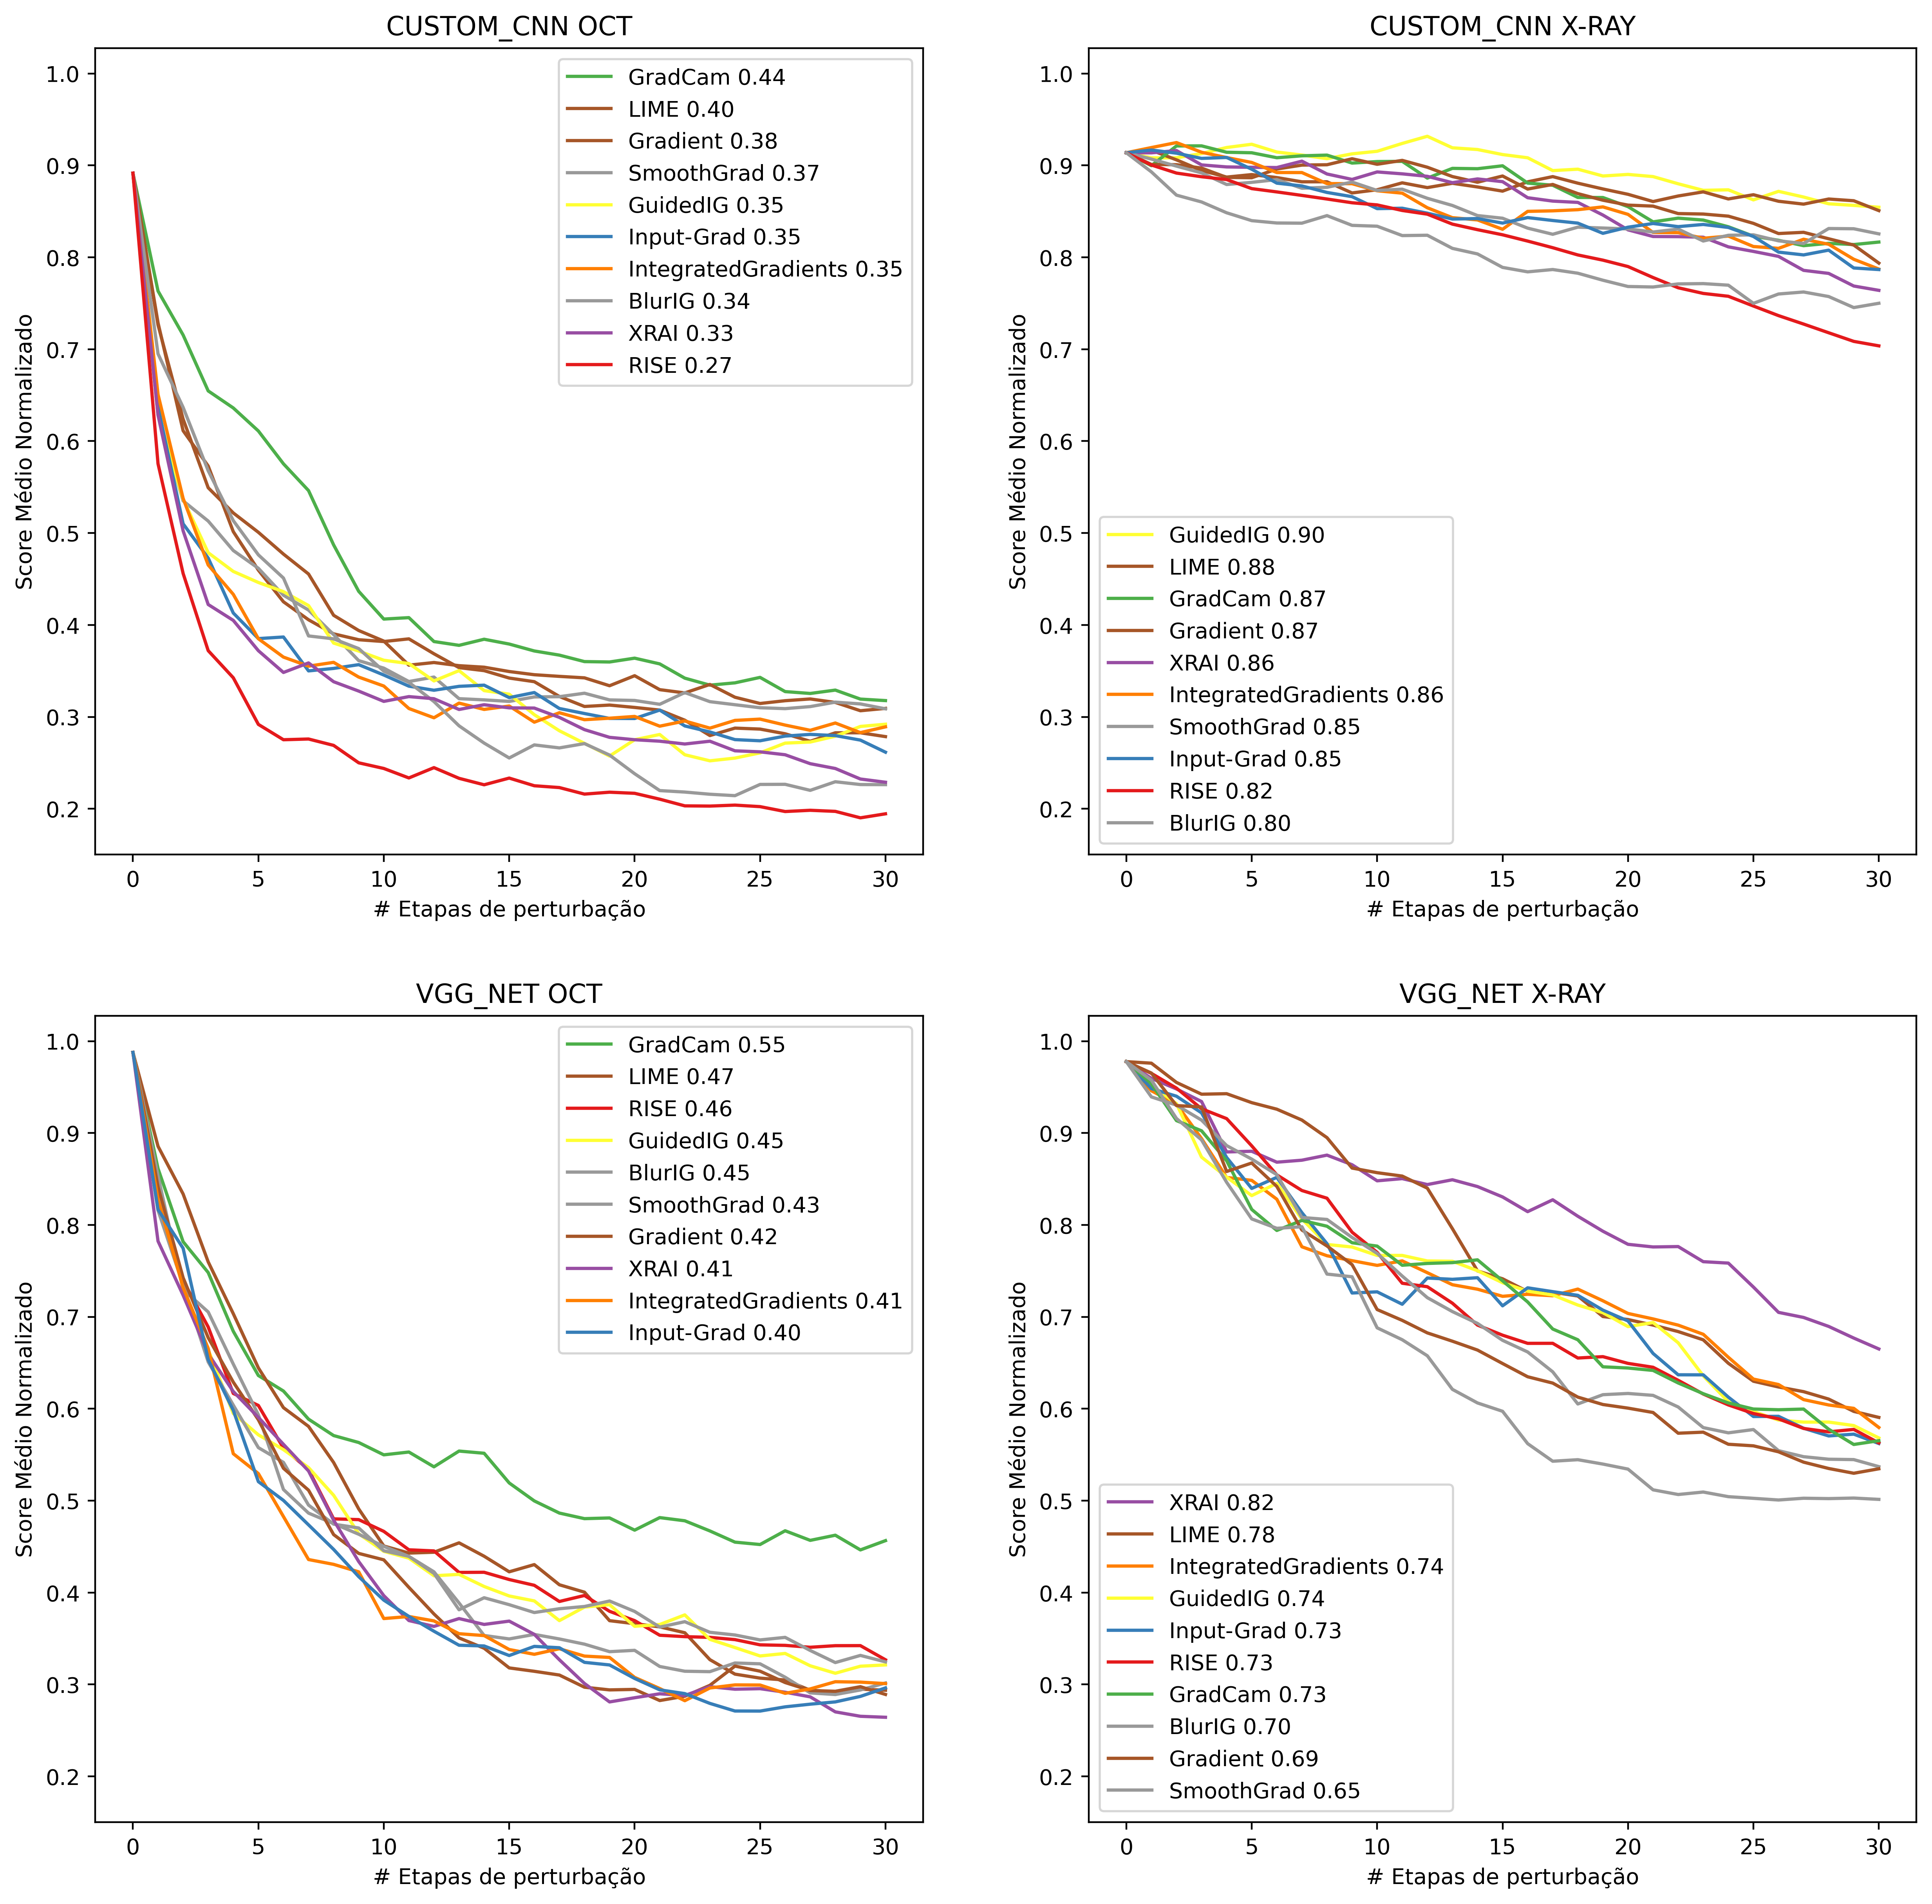 CUSTOM_CNN OCT
1.0
0.9
0.8
0.7
0.6
0.5
0.4
0.3
0.2
Score Médio Normalizado
GradCam 0.44
LIME 0.40
Gradient 0.38
SmoothGrad 0.37
GuidedIG 0.35
Input-Grad 0.35
IntegratedGradients 0.35
BlurIG 0.34
XRAI 0.33
RISE 0.27
0 5 10 15 20 25 30
# Etapas de perturbação
CUSTOM_CNN X-RAY
1.0
0.9
0.8
0.7
0.6
0.5
0.4
0.3
0.2
Score Médio Normalizado
GuidedIG 0.90
LIME 0.88
GradCam 0.87
Gradient 0.87
XRAI 0.86
IntegratedGradients 0.86
SmoothGrad 0.85
Input-Grad 0.85
RISE 0.82
BlurIG 0.80
0 5 10 15 20 25 30
# Etapas de perturbação
VGG_NET OCT
1.0
0.9
0.8
0.7
0.6
0.5
0.4
0.3
0.2
Score Médio Normalizado
GradCam 0.55
LIME 0.47
RISE 0.46
GuidedIG 0.45
BlurIG 0.45
SmoothGrad 0.43
Gradient 0.42
XRAI 0.41
IntegratedGradients 0.41
Input-Grad 0.40
0 5 10 15 20 25 30
# Etapas de perturbação
VGG_NET X-RAY
1.0
0.9
0.8
0.7
0.6
0.5
0.4
0.3
0.2
Score Médio Normalizado
XRAI 0.82
LIME 0.78
IntegratedGradients 0.74
GuidedIG 0.74
Input-Grad 0.73
RISE 0.73
GradCam 0.73
BlurIG 0.70
Gradient 0.69
SmoothGrad 0.65
0 5 10 15 20 25 30
# Etapas de perturbação